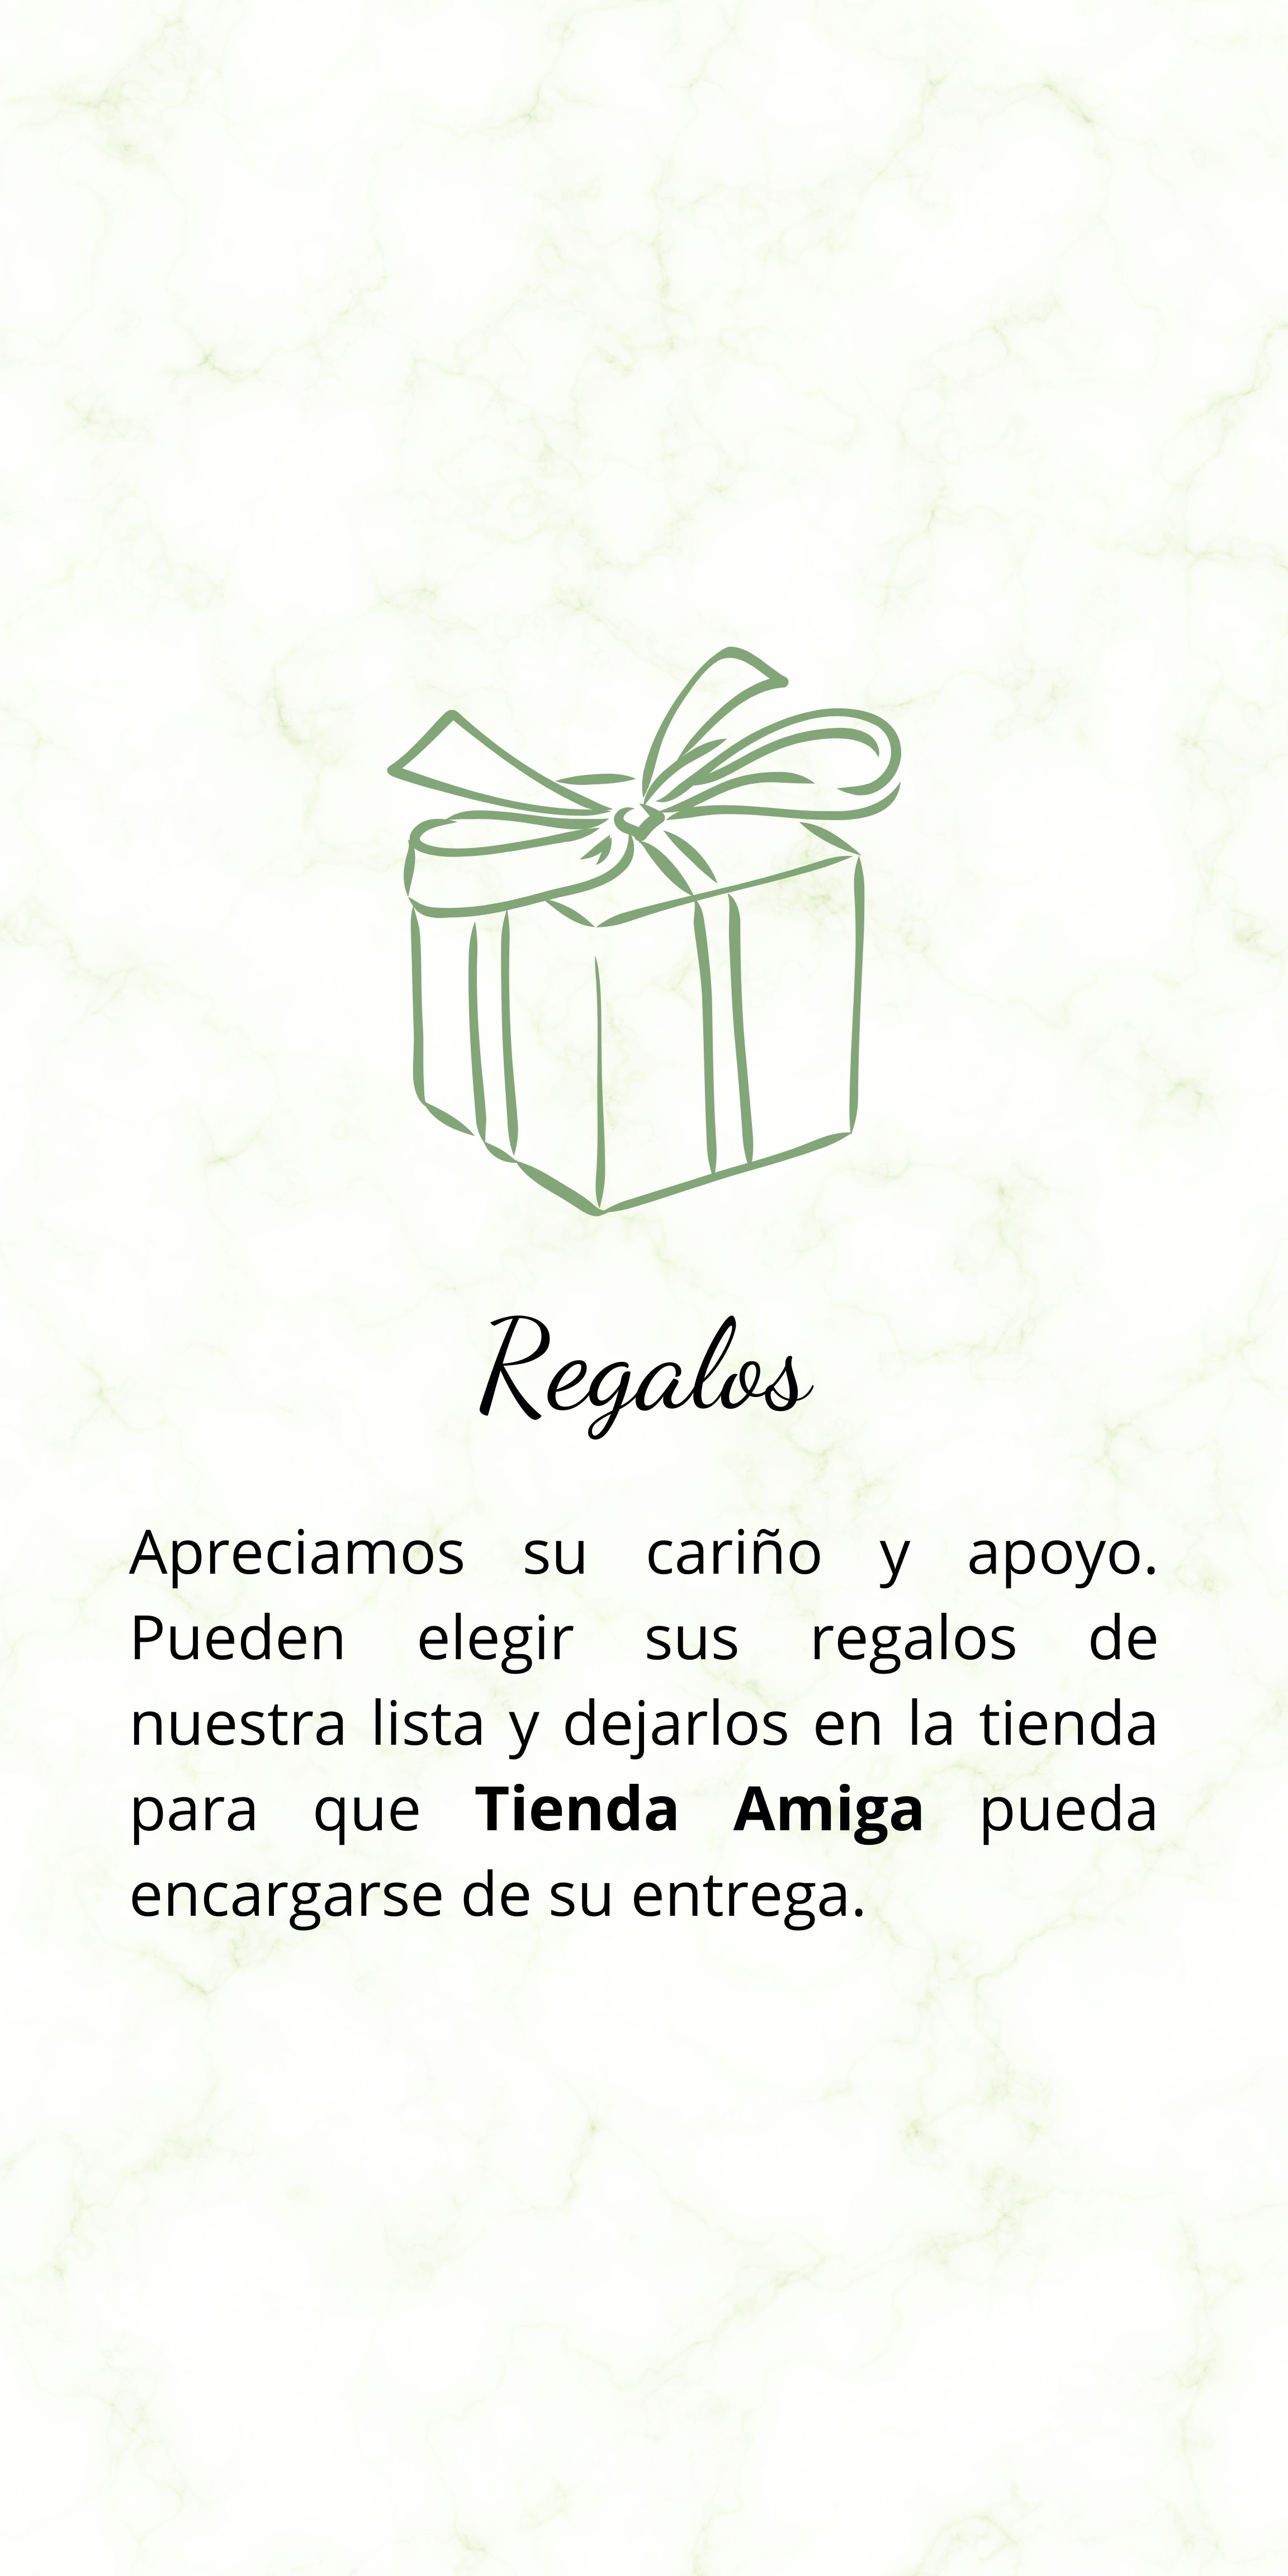 Regalos
Apreciamos su cariño y apoyo.
Pueden elegir sus regalos de
nuestra lista y dejarlos en la tienda
para que Tienda Amiga pueda
encargarse de su entrega.